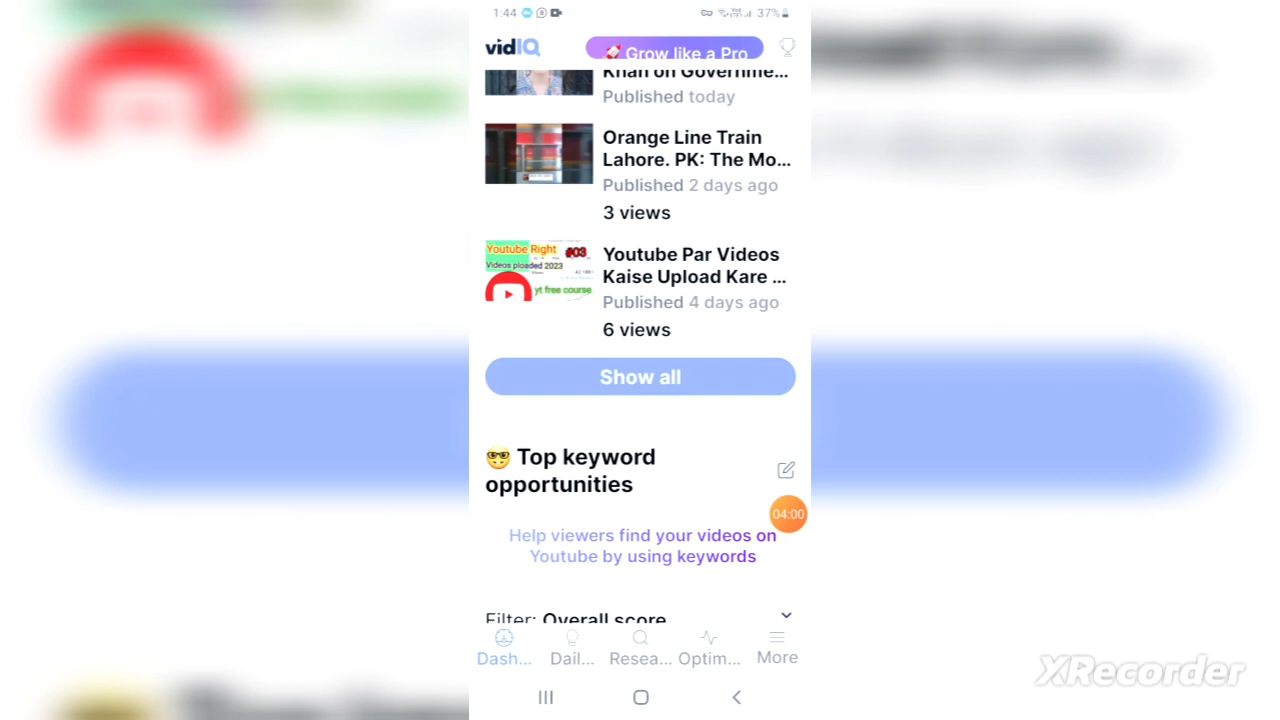 1:44
37%
vidIQ
🚀 Grow like a Pro
Khan on Governme...
Published today
Orange Line Train
Lahore. PK: The Mo...
Published 2 days ago
3 views
Youtube Right
#03
Videos ploaded 2023
yt free course
Youtube Par Videos
Kaise Upload Kare ...
Published 4 days ago
6 views
Show all
🤓 Top keyword
opportunities
04:00
Help viewers find your videos on
Youtube by using keywords
Filter: Overall score
Dash...
Dail...
Resea...
Optim...
More
XRecorder